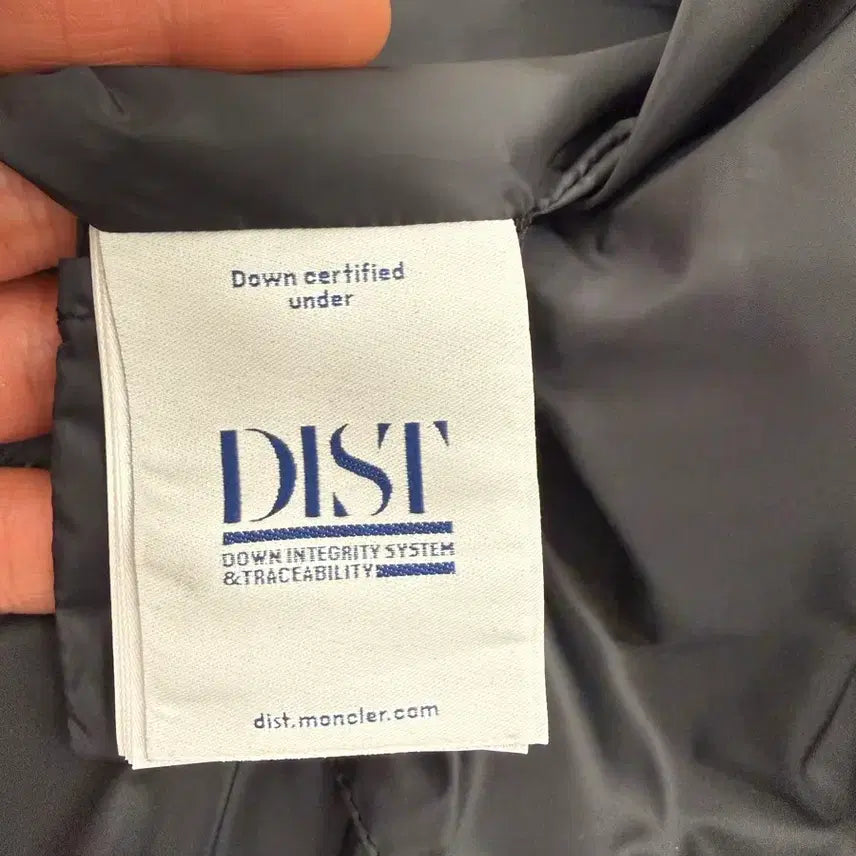 Down certified
under
DIST
DOWN INTEGRITY SYSTEM
&TRACEABILITY
dist.moncler.com